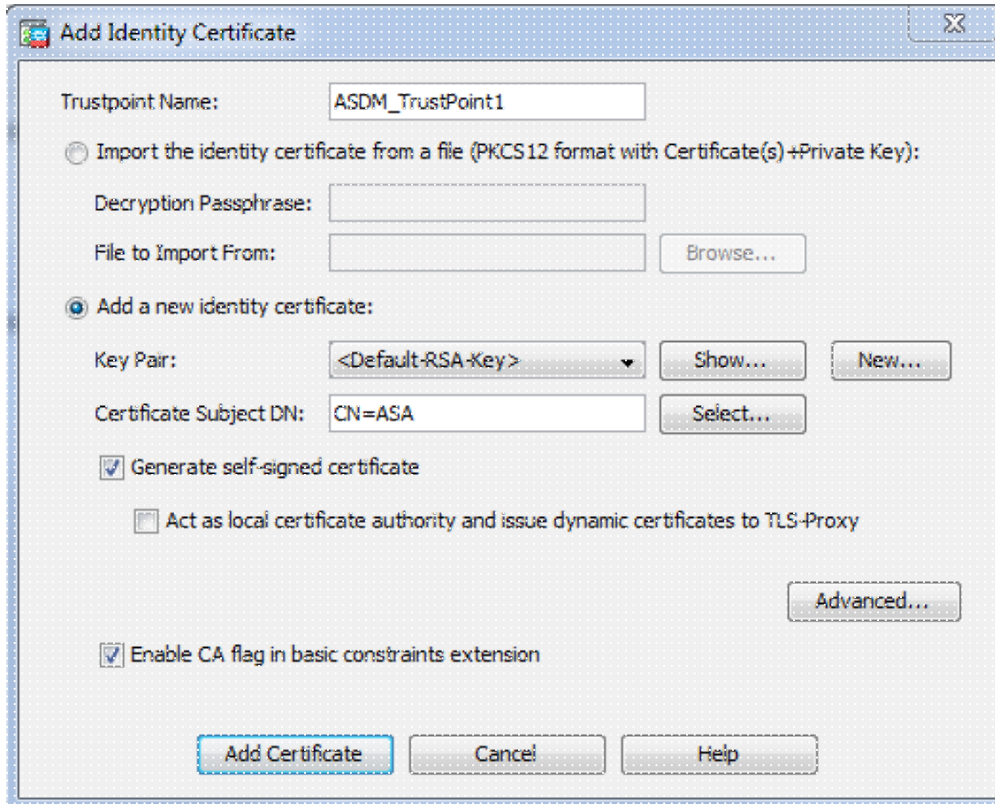 Add Identity Certificate
Trustpoint Name: ASDM_TrustPoint1
Import the identity certificate from a file (PKCS12 format with Certificate(s)+Private Key):
Decryption Passphrase:
File to Import From: Browse...
Add a new identity certificate:
Key Pair: <Default-RSA-Key> Show... New...
Certificate Subject DN: CN=ASA Select...
Generate self-signed certificate
Act as local certificate authority and issue dynamic certificates to TLS-Proxy
Advanced...
Enable CA flag in basic constraints extension
Add Certificate Cancel Help